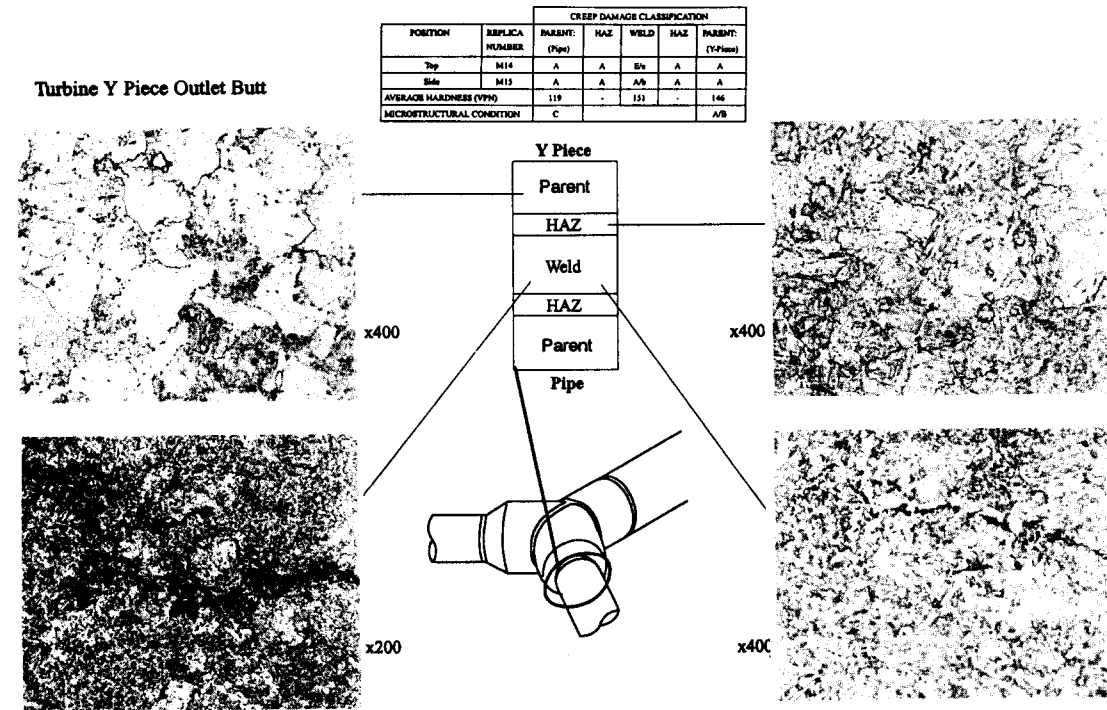 CREEP DAMAGE CLASSIFICATION
POSITION REPLICA NUMBER PARENT: (Pipe) HAZ WELD HAZ PARENT: (Y-Piece)
Top M14 A A E/e A A
Side M15 A A A/b A A
AVERAGE HARDNESS (VPN) 119 - 151 - 146
MICROSTRUCTURAL CONDITION C A/B
Turbine Y Piece Outlet Butt
Y Piece
Parent
HAZ
Weld
HAZ
Parent
Pipe
x400
x400
x200
x400